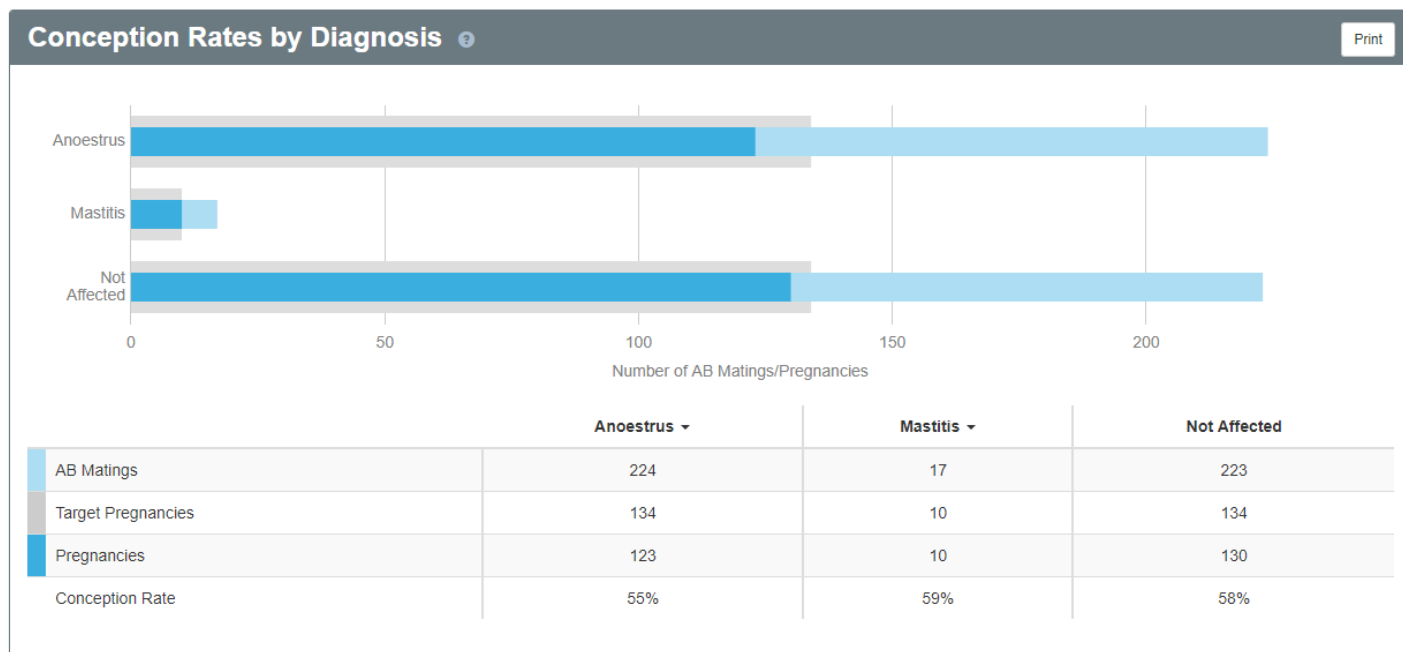 Conception Rates by Diagnosis ?
Print
Anoestrus
Mastitis
Not
Affected
0 50 100 150 200
Number of AB Matings/Pregnancies
Anoestrus Mastitis Not Affected
AB Matings 224 17 223
Target Pregnancies 134 10 134
Pregnancies 123 10 130
Conception Rate 55% 59% 58%